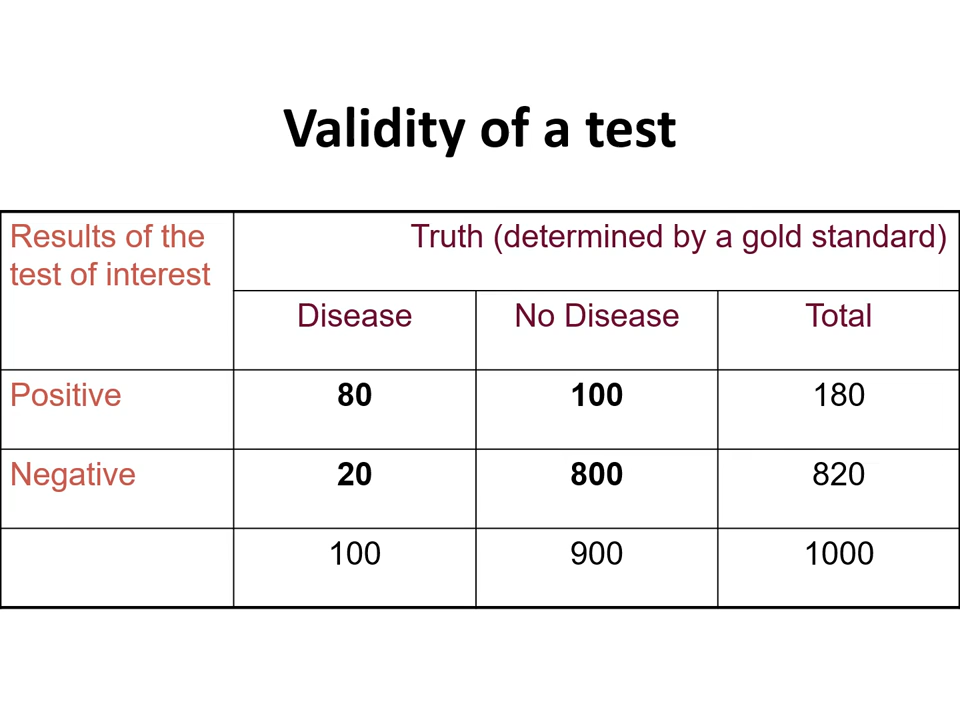 Validity of a test
Results of the
test of interest
Truth (determined by a gold standard)
Disease
No Disease
Total
Positive
80
100
180
Negative
20
800
820
100
900
1000